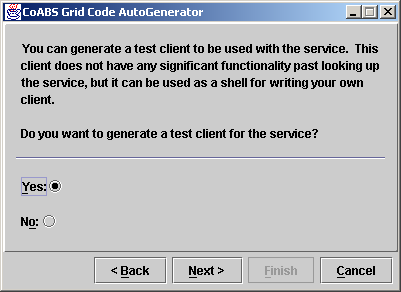 CoABS Grid Code AutoGenerator
You can generate a test client to be used with the service. This
client does not have any significant functionality past looking up
the service, but it can be used as a shell for writing your own
client.
Do you want to generate a test client for the service?
Yes:
No:
< Back Next > Finish Cancel